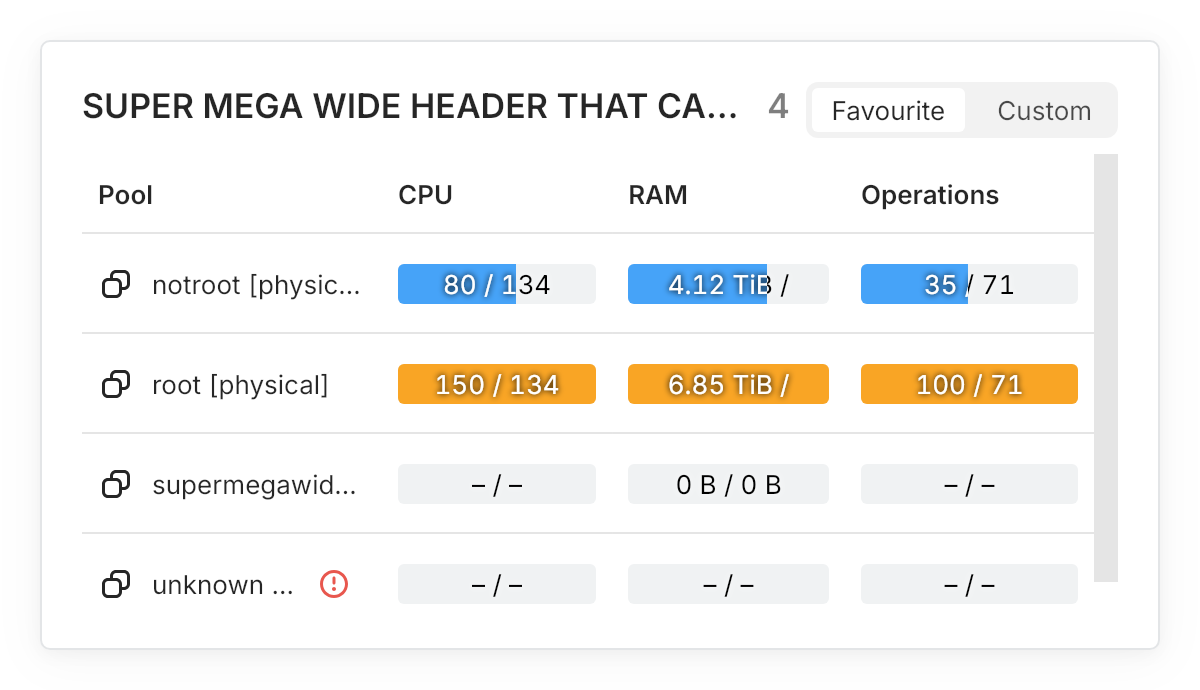 SUPER MEGA WIDE HEADER THAT CA... 4 Favourite Custom
Pool CPU RAM Operations
notroot [physic... 80 / 134 4.12 TiB / 35 / 71
root [physical] 150 / 134 6.85 TiB / 100 / 71
supermegawid... – / – 0 B / 0 B – / –
unknown ... – / – – / – – / –